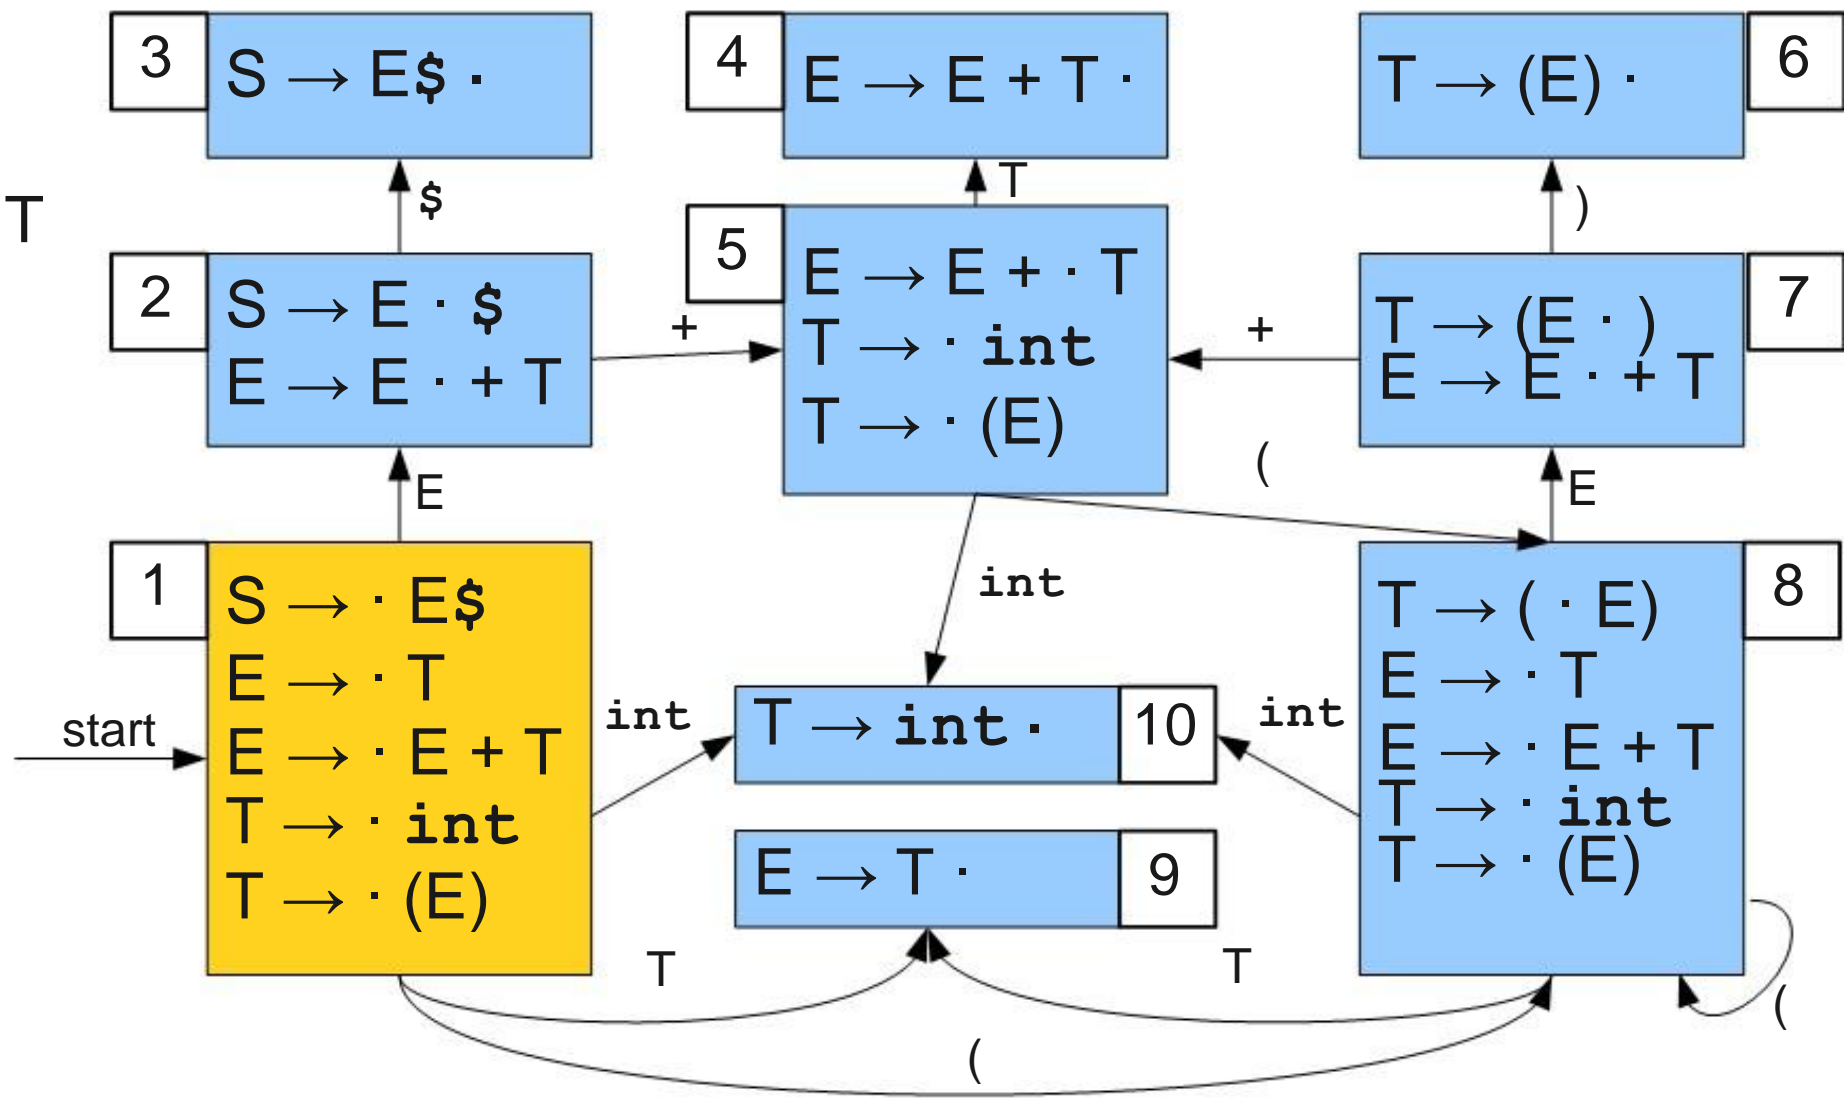 3
S → E$ ·
4
E → E + T ·
6
T → (E) ·
T
$
T
)
2
S → E · $
E → E · + T
+
5
E → E + · T
T → · int
T → · (E)
+
7
T → (E · )
E → E · + T
E
(
E
1
S → · E$
E → · T
E → · E + T
T → · int
T → · (E)
start
int
int
T → int ·
10
int
8
T → ( · E)
E → · T
E → · E + T
T → · int
T → · (E)
E → T ·
9
T
T
(
(